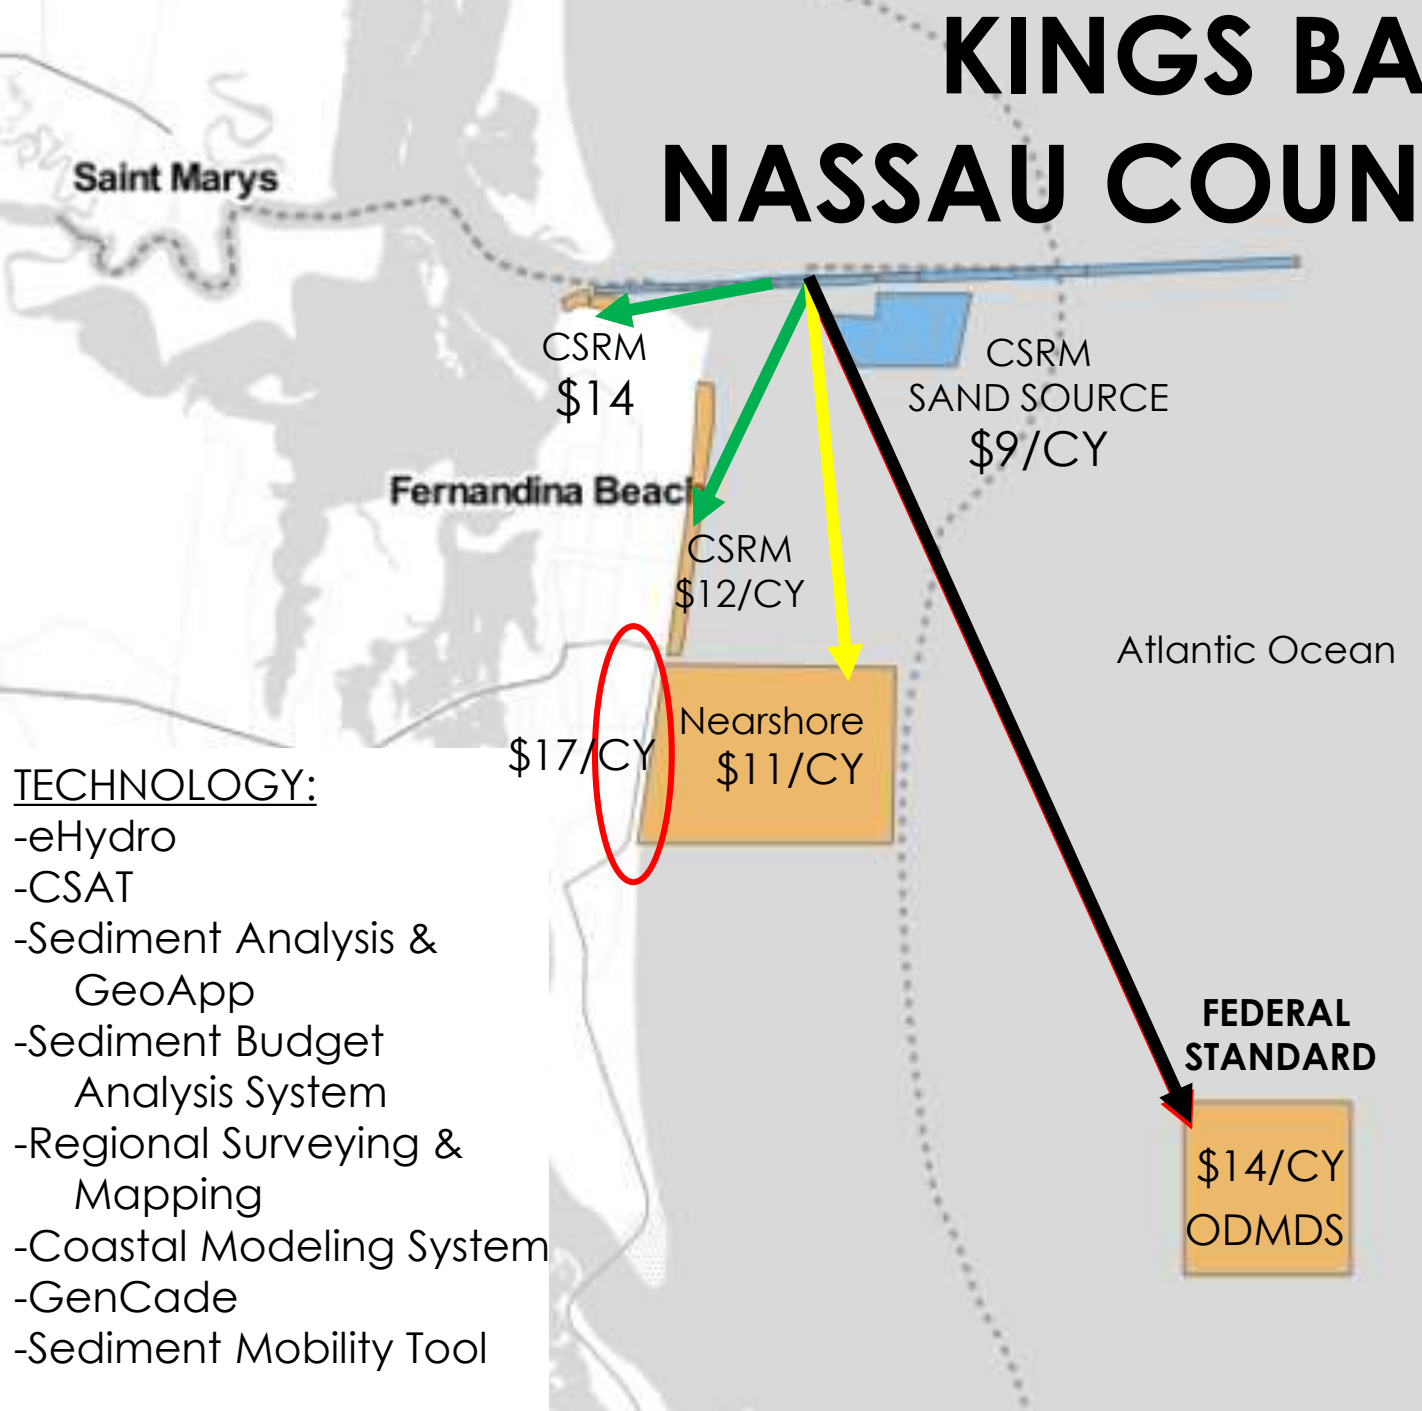 KINGS BA
NASSAU COUN
Saint Marys
CSRM
$14
CSRM
SAND SOURCE
$9/CY
Fernandina Beach
CSRM
$12/CY
Atlantic Ocean
Nearshore
$11/CY
$17/CY
TECHNOLOGY:
-eHydro
-CSAT
-Sediment Analysis &
GeoApp
-Sediment Budget
Analysis System
-Regional Surveying &
Mapping
-Coastal Modeling System
-GenCade
-Sediment Mobility Tool
FEDERAL
STANDARD
$14/CY
ODMDS